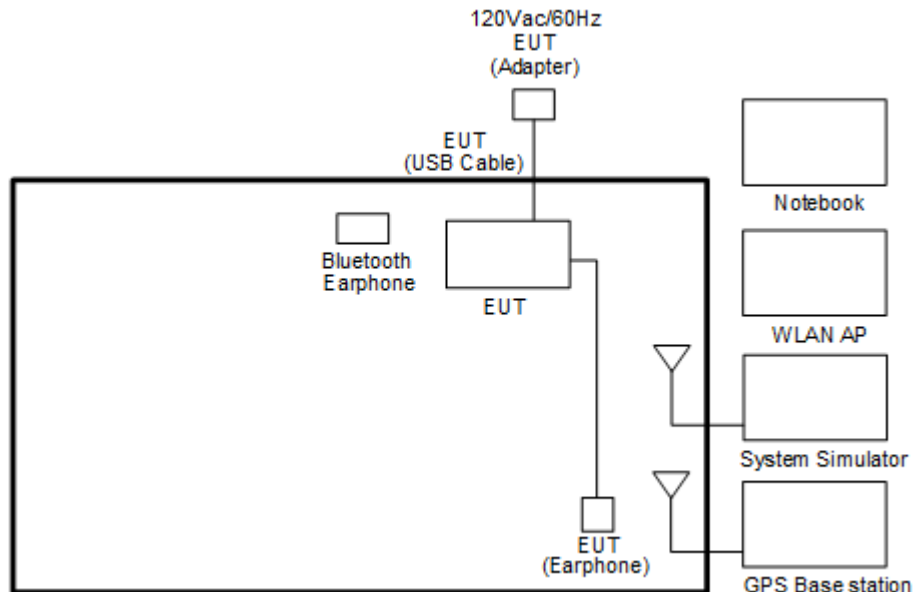 120Vac/60Hz
EUT
(Adapter)
EUT
(USB Cable)
Notebook
Bluetooth
Earphone
EUT
WLAN AP
System Simulator
EUT
(Earphone)
GPS Base station